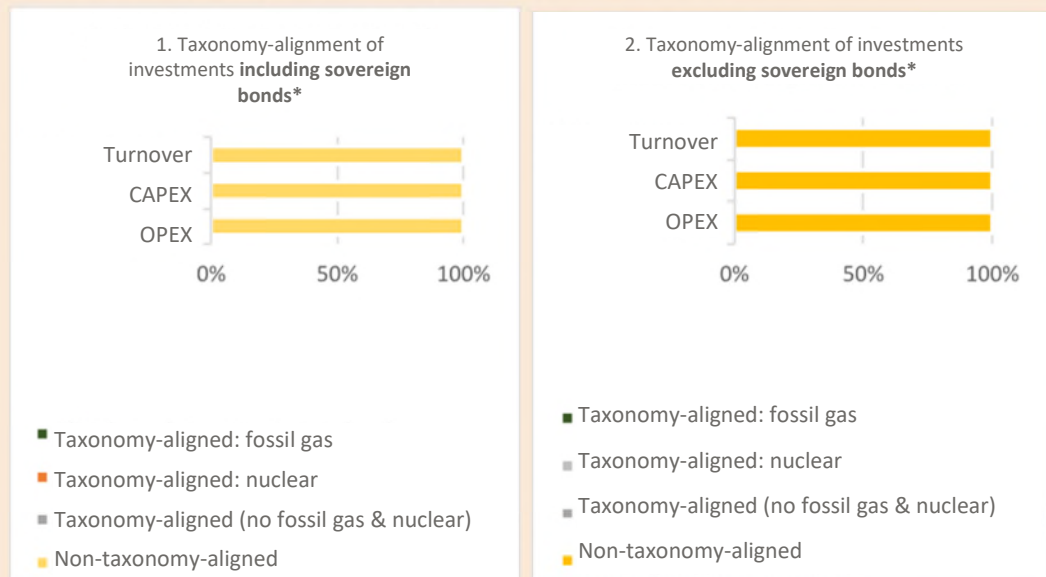 1. Taxonomy-alignment of
investments including sovereign
bonds*
Turnover
CAPEX
OPEX
0% 50% 100%
Taxonomy-aligned: fossil gas
Taxonomy-aligned: nuclear
Taxonomy-aligned (no fossil gas & nuclear)
Non-taxonomy-aligned
2. Taxonomy-alignment of investments
excluding sovereign bonds*
Turnover
CAPEX
OPEX
0% 50% 100%
Taxonomy-aligned: fossil gas
Taxonomy-aligned: nuclear
Taxonomy-aligned (no fossil gas & nuclear)
Non-taxonomy-aligned